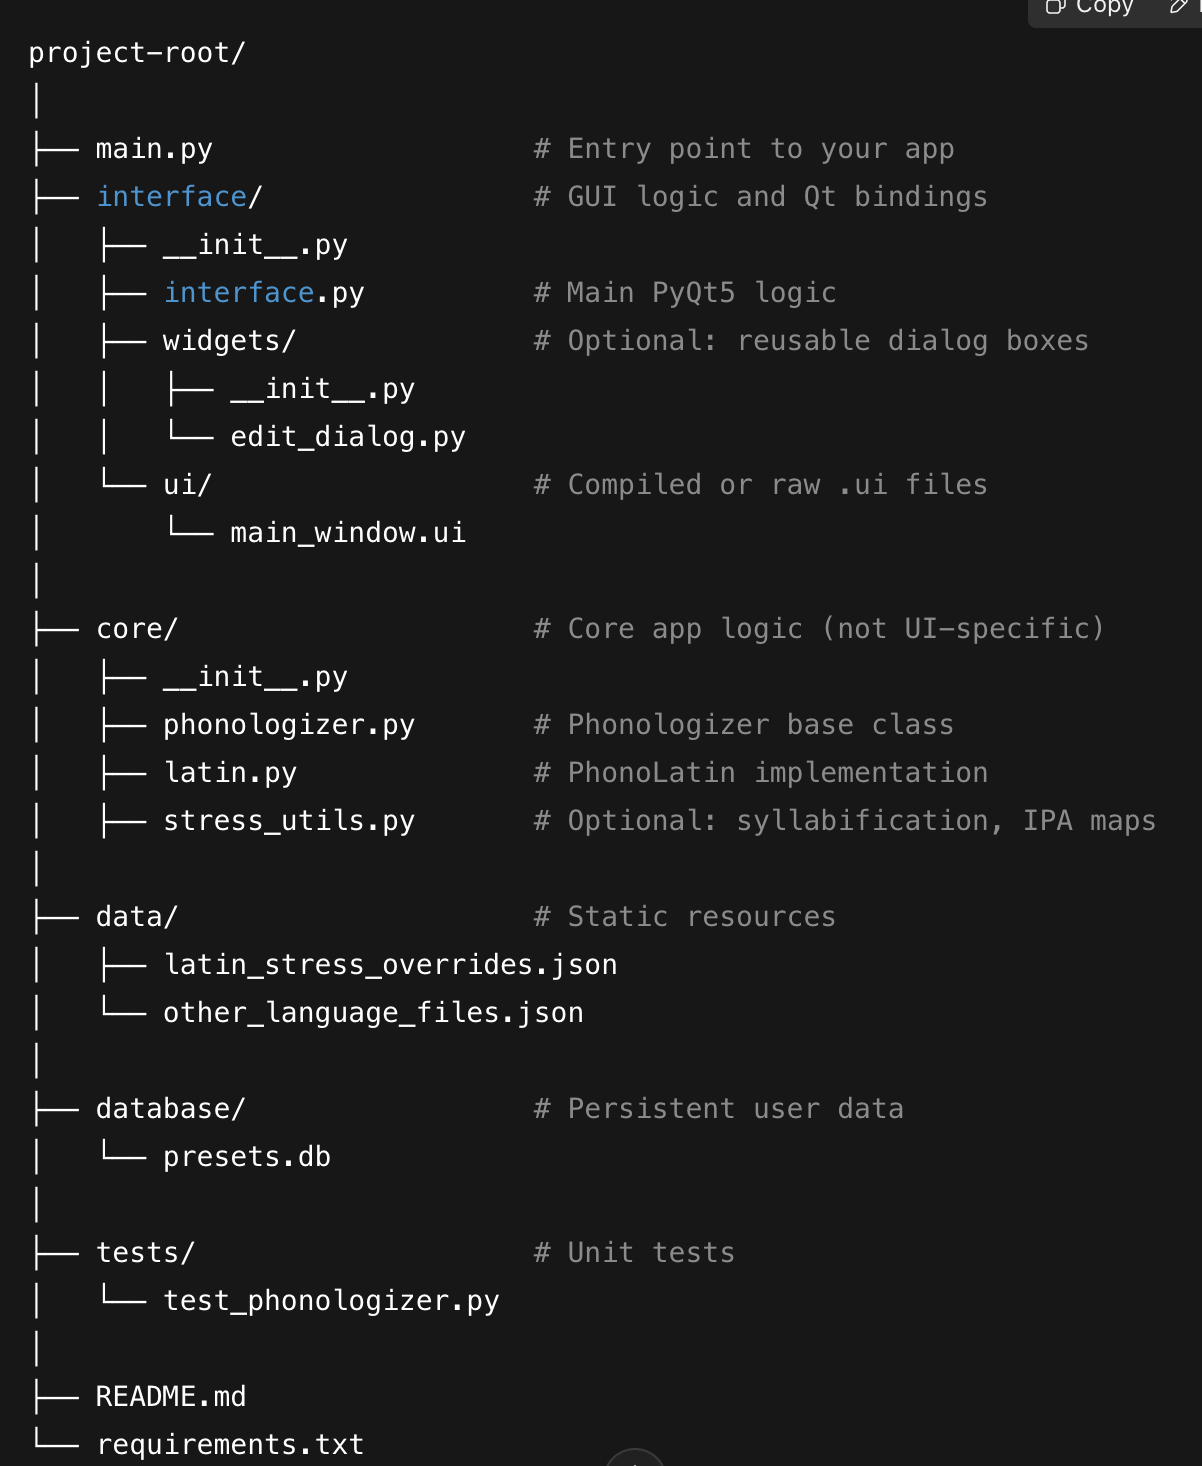 Copy
project-root/
│
├── main.py                # Entry point to your app
├── interface/             # GUI logic and Qt bindings
│   ├── __init__.py
│   ├── interface.py       # Main PyQt5 logic
│   ├── widgets/           # Optional: reusable dialog boxes
│   │   ├── __init__.py
│   │   └── edit_dialog.py
│   └── ui/                # Compiled or raw .ui files
│       └── main_window.ui
│
├── core/                  # Core app logic (not UI-specific)
│   ├── __init__.py
│   ├── phonologizer.py    # Phonologizer base class
│   ├── latin.py           # PhonoLatin implementation
│   ├── stress_utils.py    # Optional: syllabification, IPA maps
│
├── data/                  # Static resources
│   ├── latin_stress_overrides.json
│   └── other_language_files.json
│
├── database/              # Persistent user data
│   └── presets.db
│
├── tests/                 # Unit tests
│   └── test_phonologizer.py
│
├── README.md
└── requirements.txt